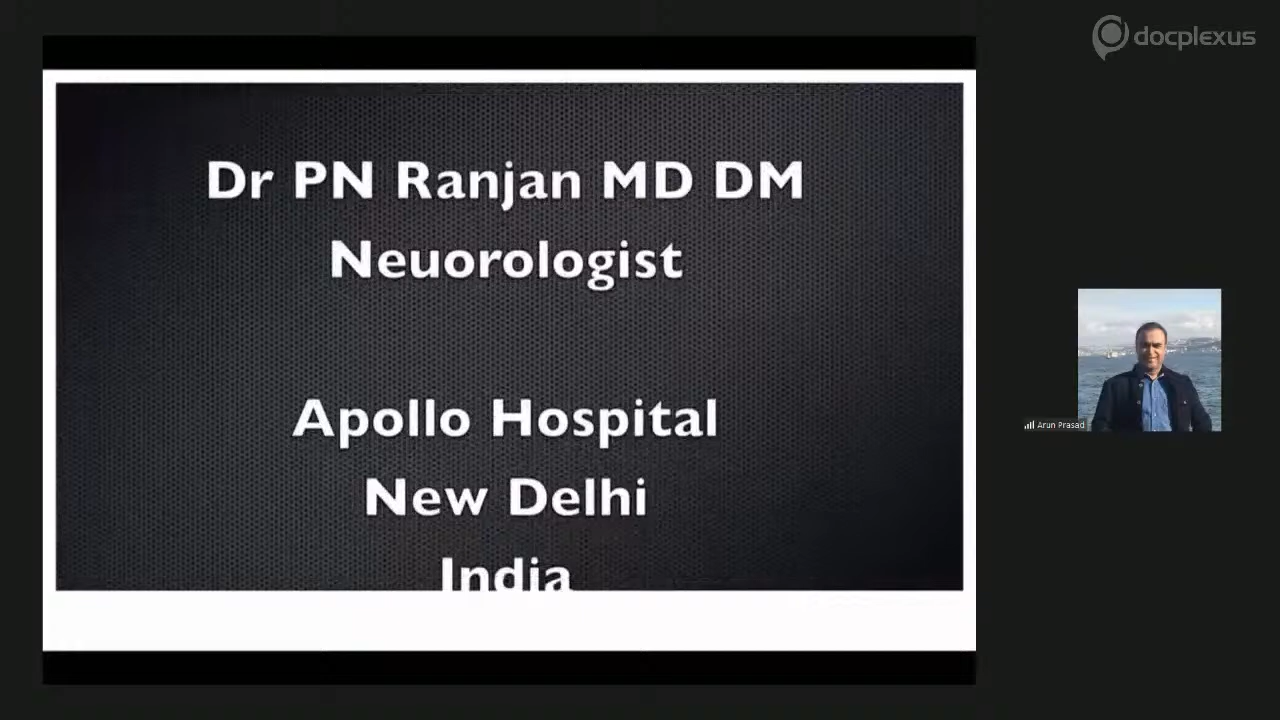 docplexus
Dr PN Ranjan MD DM
Neuorologist
Apollo Hospital
New Delhi
India
Arun Prasad